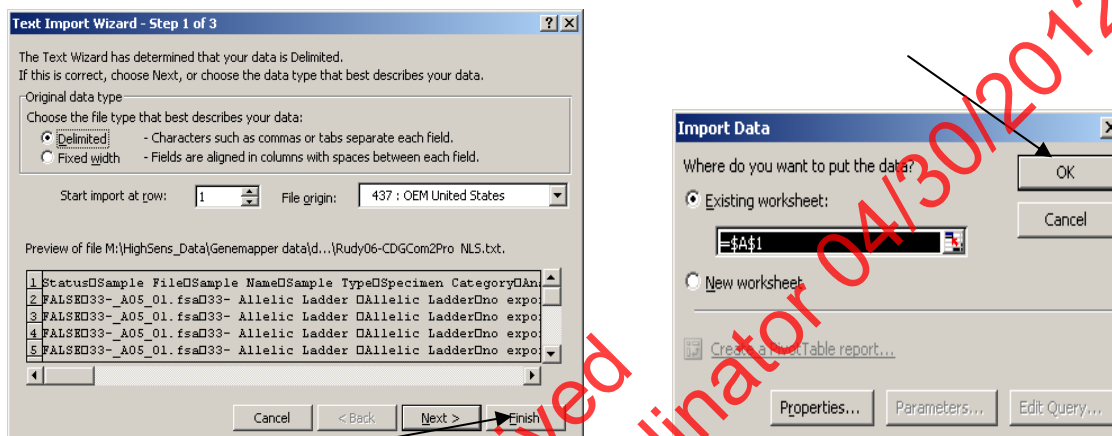 Text Import Wizard - Step 1 of 3
The Text Wizard has determined that your data is Delimited.
If this is correct, choose Next, or choose the data type that best describes your data.
Original data type
Choose the file type that best describes your data:
Delimited - Characters such as commas or tabs separate each field.
Fixed width - Fields are aligned in columns with spaces between each field.
Start import at row: 1 File origin: 437 : OEM United States
Preview of file M:\HighSens_Data\Genemapper data\d...\Rudy06-CDGCom2Pro NLS.txt.
1 Status□Sample File□Sample Name□Sample Type□Specimen Category□An
2 FALSE□33-_A05_01.fsa□33- Allelic Ladder □Allelic Ladder□no expo
3 FALSE□33-_A05_01.fsa□33- Allelic Ladder □Allelic Ladder□no expo
4 FALSE□33-_A05_01.fsa□33- Allelic Ladder □Allelic Ladder□no expo
5 FALSE□33-_A05_01.fsa□33- Allelic Ladder □Allelic Ladder□no expo
Cancel < Back Next > Finish
Import Data
Where do you want to put the data?
Existing worksheet:
=$A$1
New worksheet
Create a PivotTable report...
OK
Cancel
Properties... Parameters... Edit Query...
ived
inator 04/30/2012